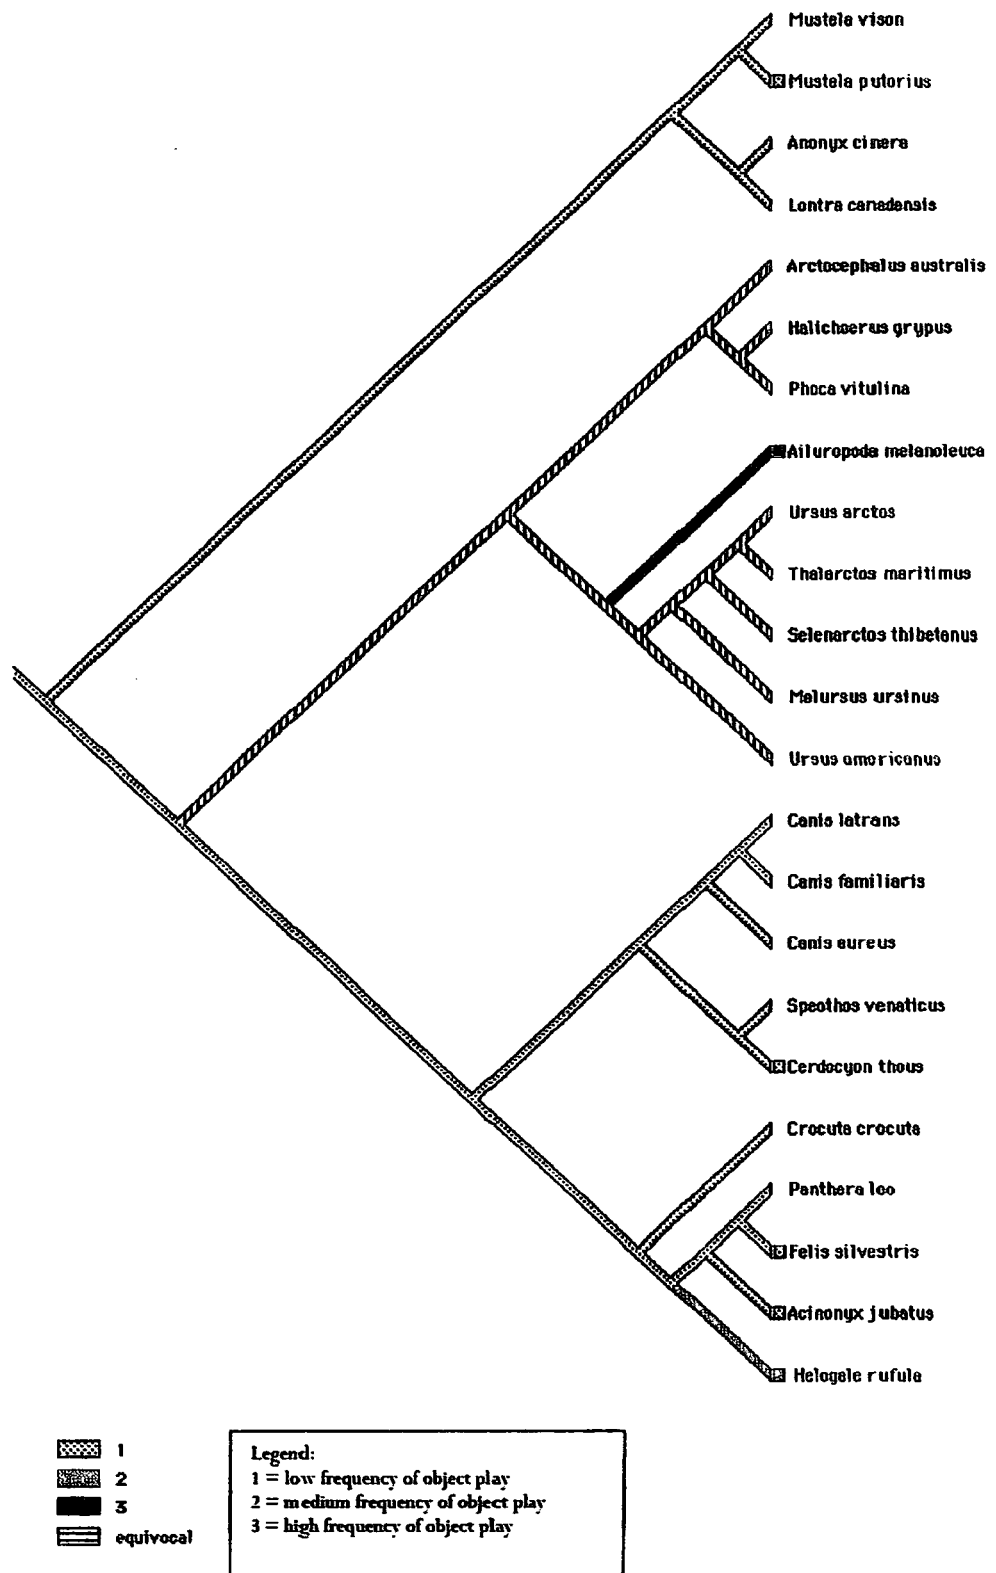 Mustela vison
Mustela putorius
Anonyx cinera
Lontra canadensis
Arctocephalus australis
Halichoerus grypus
Phoca vitulina
Ailuropoda melanoleuca
Ursus arctos
Thalarctos maritimus
Selenarctos thibetanus
Melursus ursinus
Ursus americanus
Canis latrans
Canis familiaris
Canis aureus
Speothos venaticus
Cerdocyon thous
Crocuta crocuta
Panthera leo
Felis silvestris
Acinonyx jubatus
Helogale rufula
1
2
3
equivocal
Legend:
1 = low frequency of object play
2 = medium frequency of object play
3 = high frequency of object play